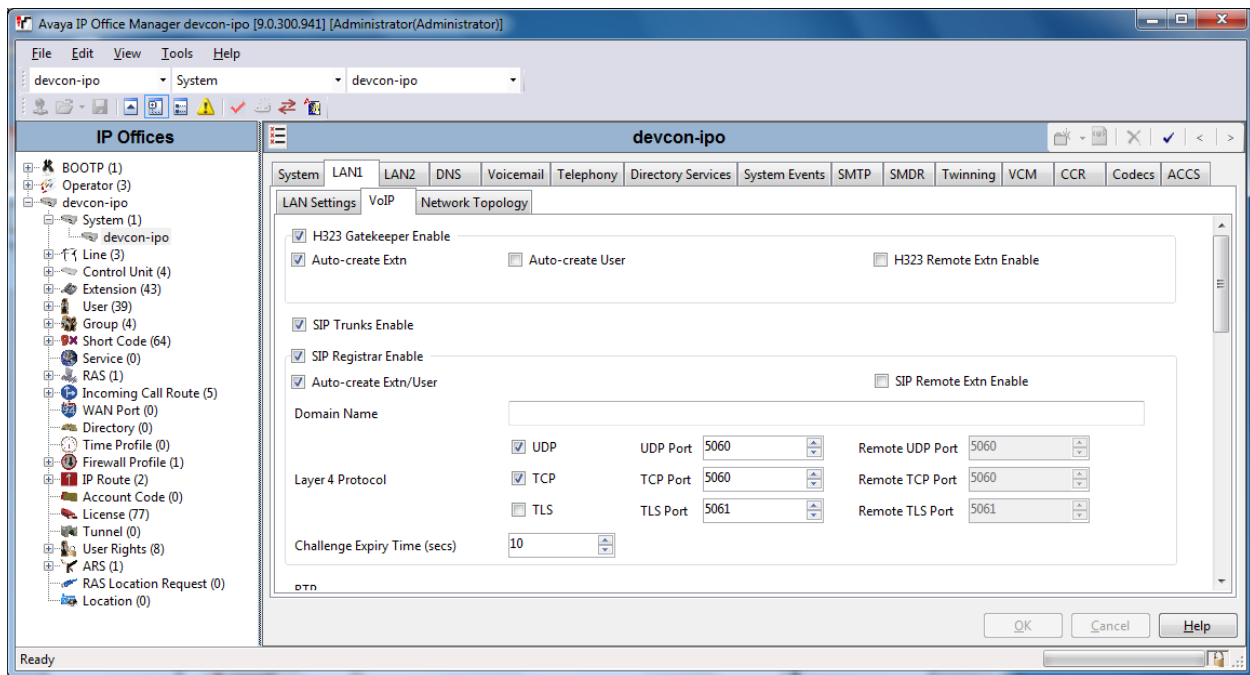 Avaya IP Office Manager devcon-ipo [9.0.300.941] [Administrator(Administrator)]
File Edit View Tools Help
devcon-ipo System devcon-ipo
IP Offices
BOOTP (1)
Operator (3)
devcon-ipo
System (1)
devcon-ipo
Line (3)
Control Unit (4)
Extension (43)
User (39)
Group (4)
Short Code (64)
Service (0)
RAS (1)
Incoming Call Route (5)
WAN Port (0)
Directory (0)
Time Profile (0)
Firewall Profile (1)
IP Route (2)
Account Code (0)
License (77)
Tunnel (0)
User Rights (8)
ARS (1)
RAS Location Request (0)
Location (0)
devcon-ipo
System LAN1 LAN2 DNS Voicemail Telephony Directory Services System Events SMTP SMDR Twinning VCM CCR Codecs ACCS
LAN Settings VoIP Network Topology
H323 Gatekeeper Enable
Auto-create Extn Auto-create User H323 Remote Extn Enable
SIP Trunks Enable
SIP Registrar Enable
Auto-create Extn/User SIP Remote Extn Enable
Domain Name
UDP UDP Port 5060 Remote UDP Port 5060
Layer 4 Protocol TCP TCP Port 5060 Remote TCP Port 5060
TLS TLS Port 5061 Remote TLS Port 5061
Challenge Expiry Time (secs) 10
RTP
OK Cancel Help
Ready